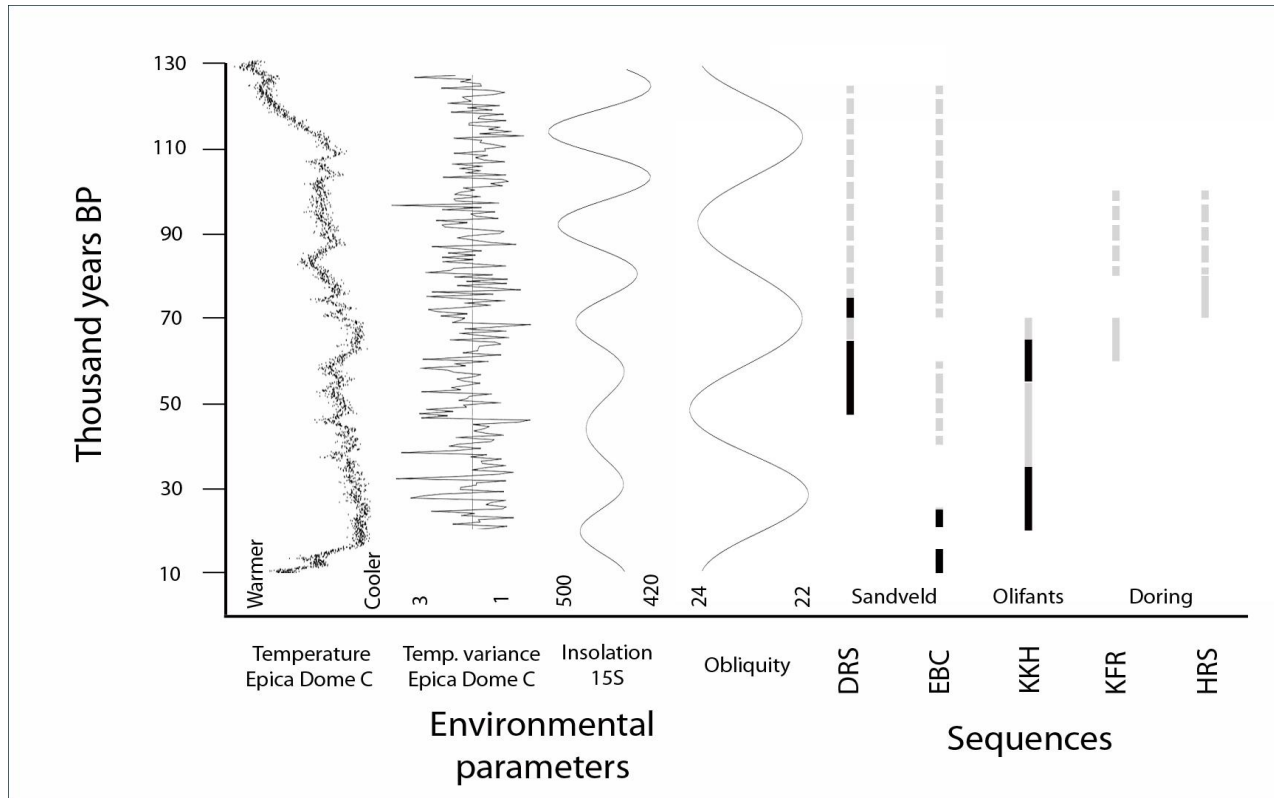 Thousand years BP
130
110
90
70
50
30
10
Warmer
Cooler
3
1
500
420
24
22
Sandveld
Olifants
Doring
Temperature
Epica Dome C
Temp. variance
Epica Dome C
Insolation
15S
Obliquity
DRS
EBC
KKH
KFR
HRS
Environmental
parameters
Sequences